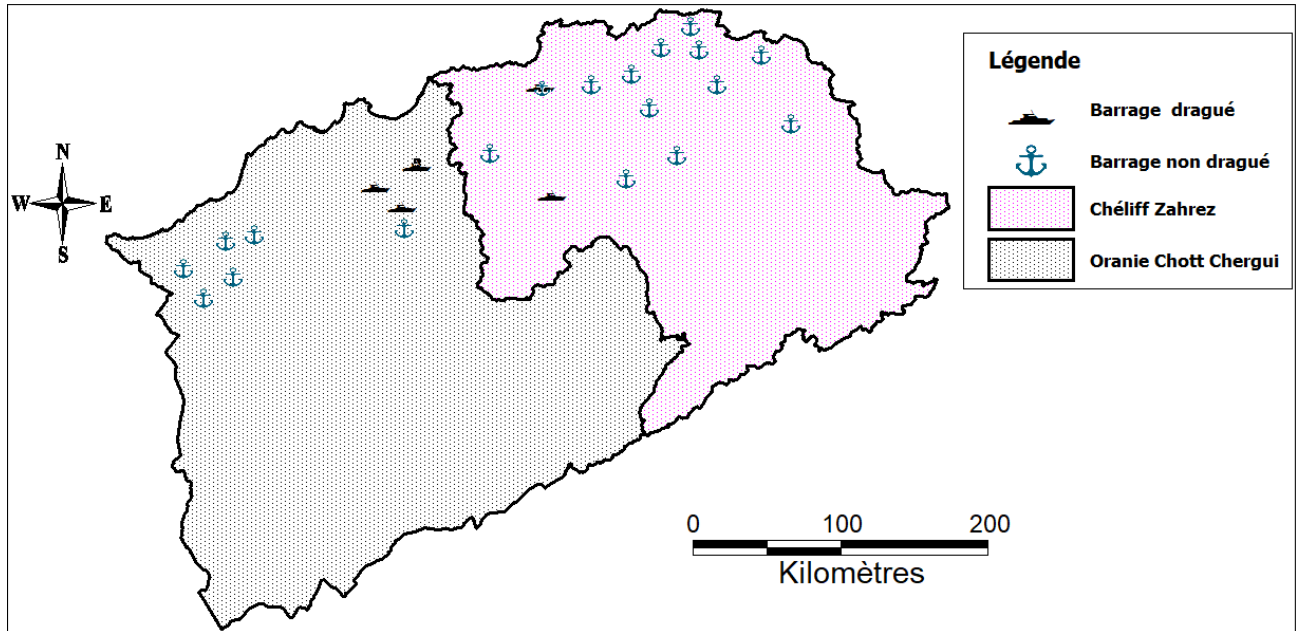 Légende
Barrage dragué
Barrage non dragué
Chéliff Zahrez
Oranie Chott Chergui
N
W E
S
0 100 200
Kilomètres